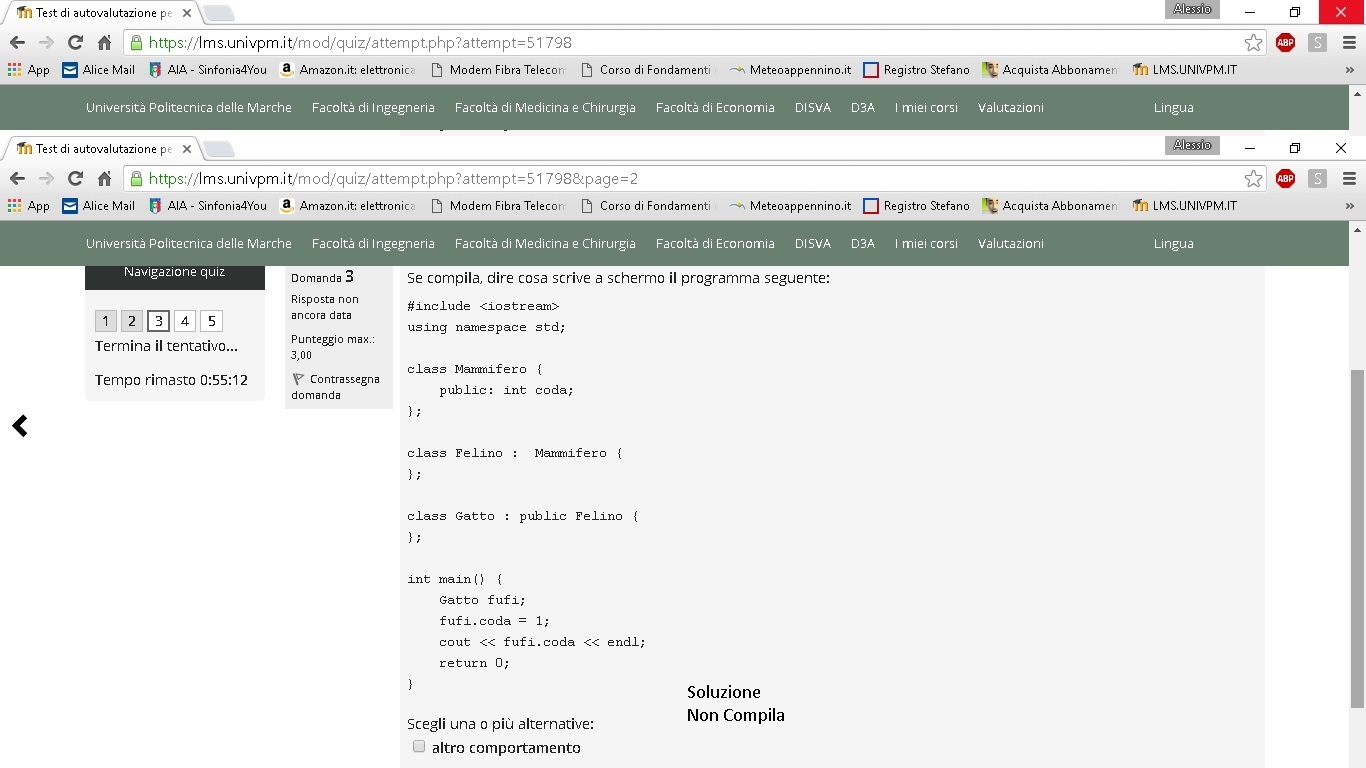 Test di autovalutazione pe
Alessio
https://lms.univpm.it/mod/quiz/attempt.php?attempt=51798
ABP
S
App Alice Mail AIA - Sinfonia4You Amazon.it: elettronica Modem Fibra Telecom Corso di Fondamenti Meteoappennino.it Registro Stefano Acquista Abbonamen LMS.UNIVPM.IT »
Università Politecnica delle Marche Facoltà di Ingegneria Facoltà di Medicina e Chirurgia Facoltà di Economia DISVA D3A I miei corsi Valutazioni Lingua
Test di autovalutazione pe
Alessio
https://lms.univpm.it/mod/quiz/attempt.php?attempt=51798&page=2
ABP
S
App Alice Mail AIA - Sinfonia4You Amazon.it: elettronica Modem Fibra Telecom Corso di Fondamenti Meteoappennino.it Registro Stefano Acquista Abbonamen LMS.UNIVPM.IT »
Università Politecnica delle Marche Facoltà di Ingegneria Facoltà di Medicina e Chirurgia Facoltà di Economia DISVA D3A I miei corsi Valutazioni Lingua
Navigazione quiz
1 2 3 4 5
Termina il tentativo...
Tempo rimasto 0:55:12
Domanda 3
Risposta non
ancora data
Punteggio max.:
3,00
Contrassegna
domanda
Se compila, dire cosa scrive a schermo il programma seguente:
#include <iostream>
using namespace std;
class Mammifero {
public: int coda;
};
class Felino :  Mammifero {
};
class Gatto : public Felino {
};
int main() {
Gatto fufi;
fufi.coda = 1;
cout << fufi.coda << endl;
return 0;
}
Soluzione
Non Compila
Scegli una o più alternative:
altro comportamento